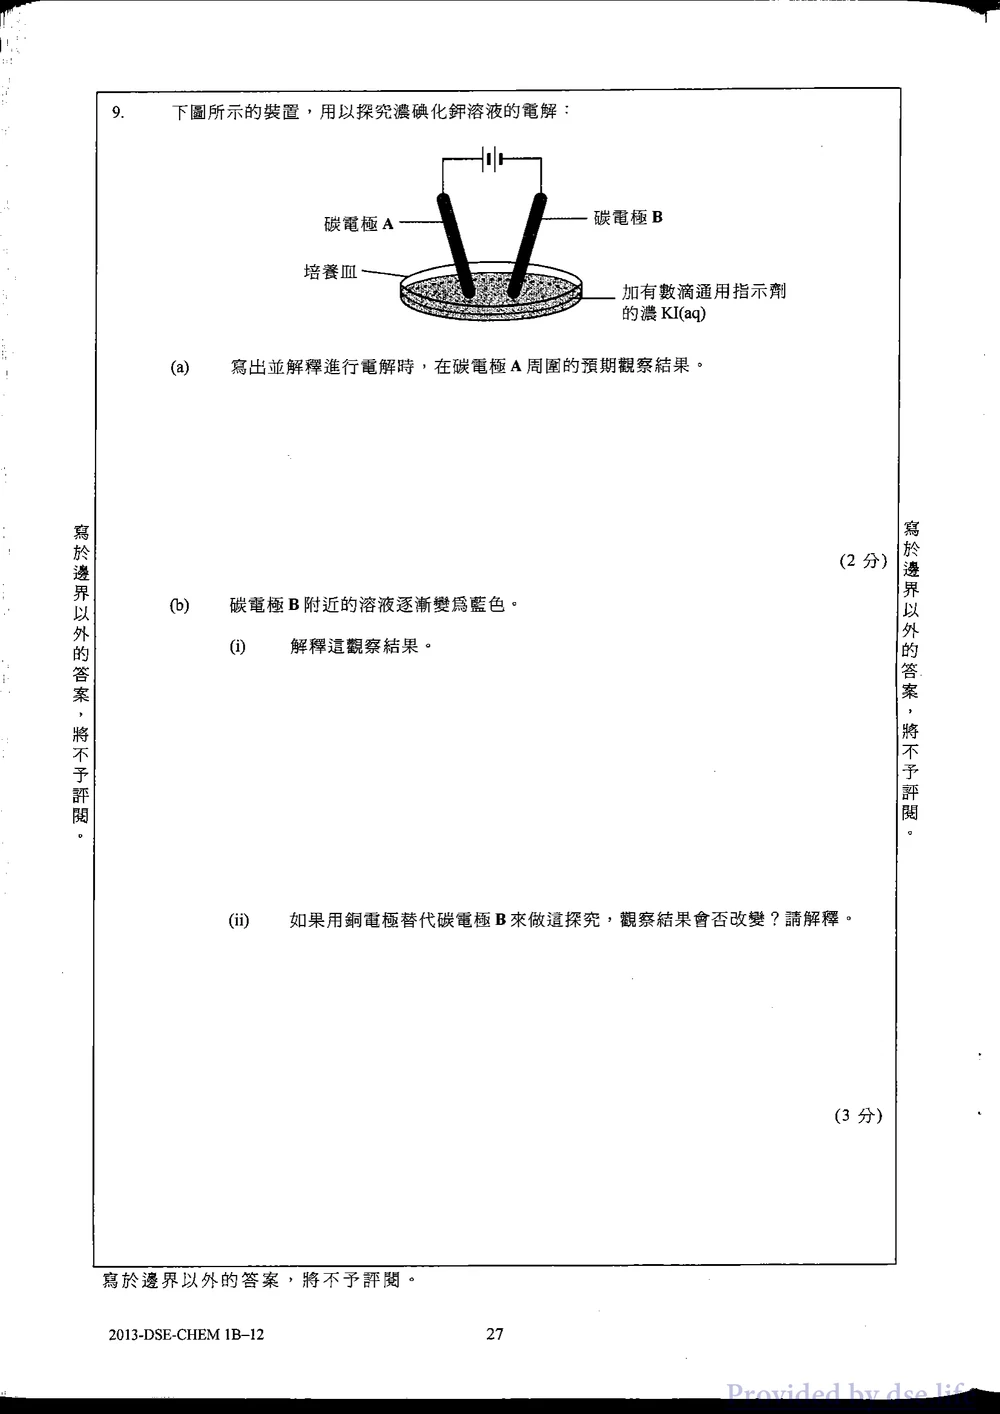 9. 下圖所示的裝置，用以探究濃碘化鉀溶液的電解：
碳電極 A
碳電極 B
培養皿
加有數滴通用指示劑
的濃 KI(aq)
(a) 寫出並解釋進行電解時，在碳電極 A 周圍的預期觀察結果。
(2 分)
(b) 碳電極 B 附近的溶液逐漸變爲藍色。
(i) 解釋這觀察結果。
(ii) 如果用銅電極替代碳電極 B 來做這探究，觀察結果會否改變？請解釋。
(3 分)
寫於邊界以外的答案，將不予評閱。
寫於邊界以外的答案，將不予評閱。
寫於邊界以外的答案，將不予評閱。
2013-DSE-CHEM 1B–12
27
Provided by dse.life